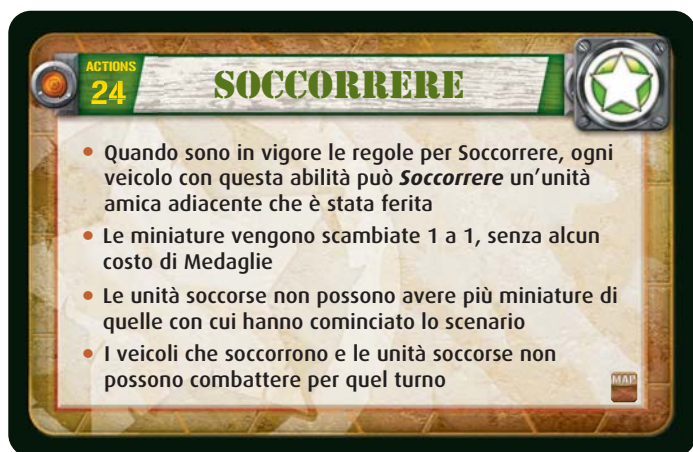 ACTIONS
24
SOCCORRERE
• Quando sono in vigore le regole per Soccorrere, ogni
veicolo con questa abilità può Soccorrere un'unità
amica adiacente che è stata ferita
• Le miniature vengono scambiate 1 a 1, senza alcun
costo di Medaglie
• Le unità soccorse non possono avere più miniature di
quelle con cui hanno cominciato lo scenario
• I veicoli che soccorrono e le unità soccorse non
possono combattere per quel turno
MAP